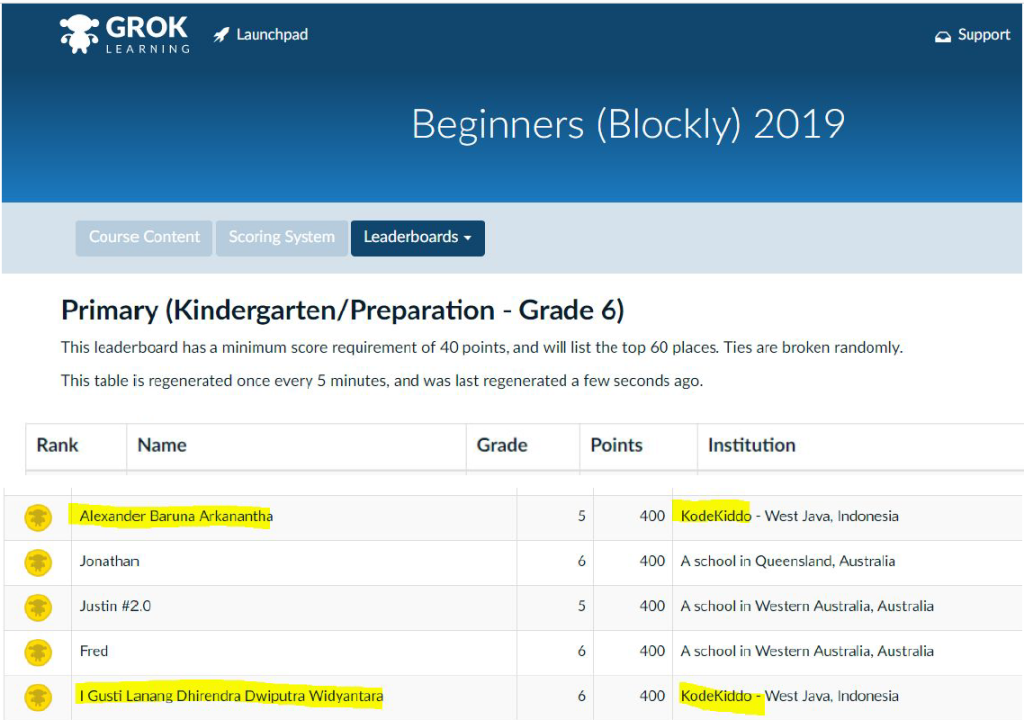 GROK
LEARNING
Launchpad
Support
Beginners (Blockly) 2019
Course Content Scoring System Leaderboards
Primary (Kindergarten/Preparation - Grade 6)
This leaderboard has a minimum score requirement of 40 points, and will list the top 60 places. Ties are broken randomly.
This table is regenerated once every 5 minutes, and was last regenerated a few seconds ago.
Rank Name Grade Points Institution
Alexander Baruna Arkanantha 5 400 KodeKiddo - West Java, Indonesia
Jonathan 6 400 A school in Queensland, Australia
Justin #2.0 5 400 A school in Western Australia, Australia
Fred 6 400 A school in Western Australia, Australia
I Gusti Lanang Dhirendra Dwiputra Widyantara 6 400 KodeKiddo - West Java, Indonesia